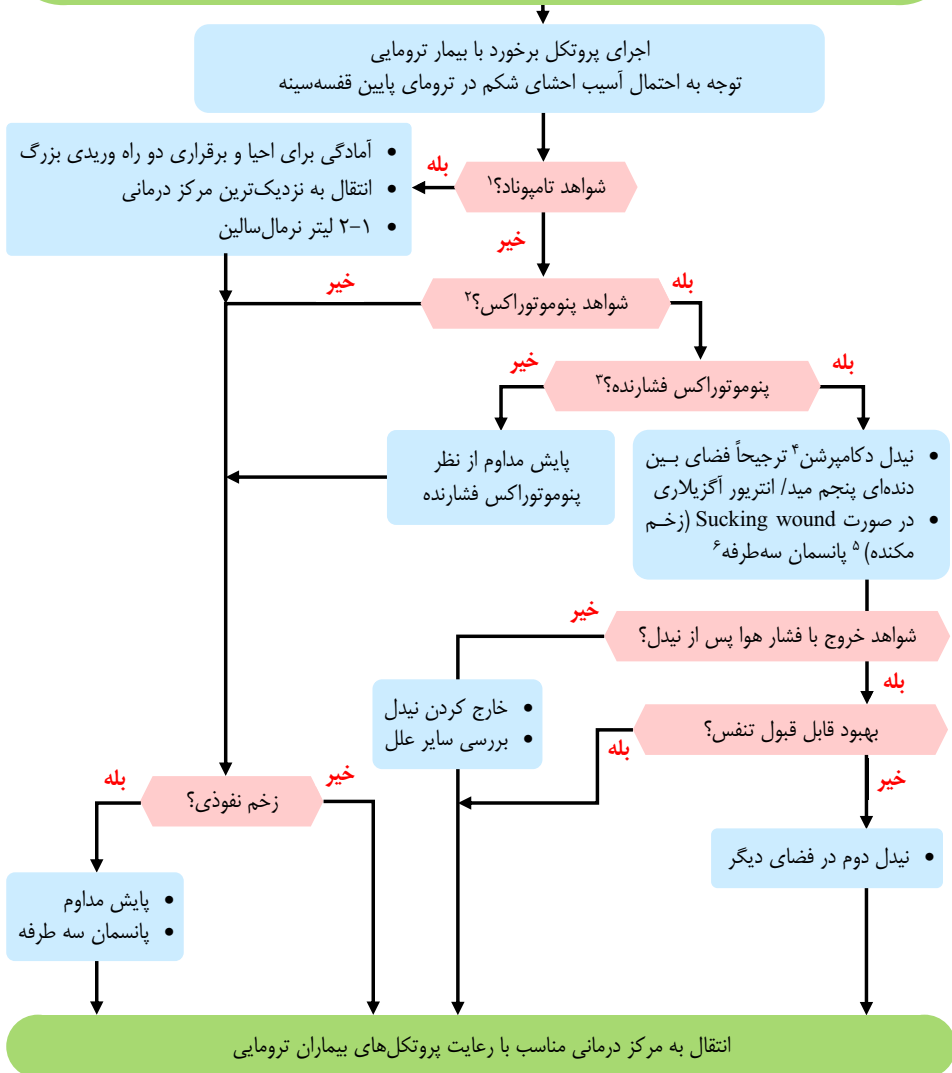 اجرای پروتکل برخورد با بیمار ترومایی
توجه به احتمال آسیب احشای شکم در ترومای پایین قفسه‌سینه
شواهد تامپوناد؟۱
بله
• آمادگی برای احیا و برقراری دو راه وریدی بزرگ
• انتقال به نزدیک‌ترین مرکز درمانی
• ۱-۲ لیتر نرمال‌سالین
خیر
شواهد پنوموتوراکس؟۲
بله
خیر
پنوموتوراکس فشارنده؟۳
بله
خیر
• نیدل دکامپرشن۴ ترجیحاً فضای بین
دنده‌ای پنجم مید/ انتریور آگزیلاری
• در صورت Sucking wound (زخم
مکنده)۵ پانسمان سه‌طرفه۶
پایش مداوم از نظر
پنوموتوراکس فشارنده
شواهد خروج با فشار هوا پس از نیدل؟
خیر
بله
• خارج کردن نیدل
• بررسی سایر علل
بهبود قابل قبول تنفس؟
بله
خیر
• نیدل دوم در فضای دیگر
زخم نفوذی؟
خیر
بله
• پایش مداوم
• پانسمان سه طرفه
انتقال به مرکز درمانی مناسب با رعایت پروتکل‌های بیماران ترومایی